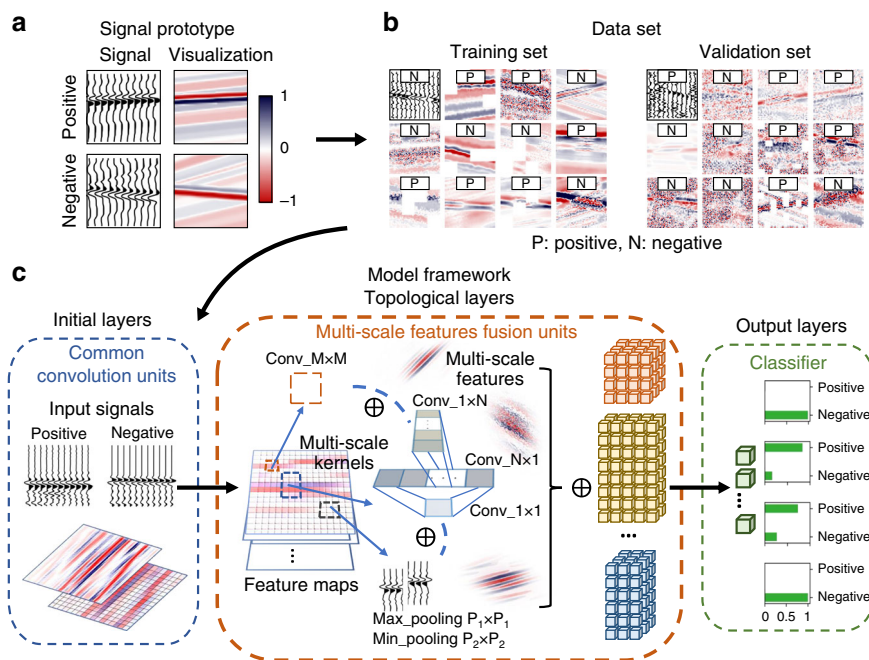 a
Signal prototype
Signal Visualization
Positive
Negative
1
0
−1
b
Data set
Training set
Validation set
N P P N
N N N P
P P P N
P N P P
N N P P
N N P N
P: positive, N: negative
c
Model framework
Topological layers
Initial layers
Common
convolution units
Input signals
Positive Negative
Multi-scale features fusion units
Conv_M×M
Multi-scale
features
Conv_1×N
Multi-scale
kernels
Conv_N×1
Conv_1×1
Feature maps
Max_pooling P₁×P₁
Min_pooling P₂×P₂
Output layers
Classifier
Positive
Negative
Positive
Negative
Positive
Negative
Positive
Negative
0 1